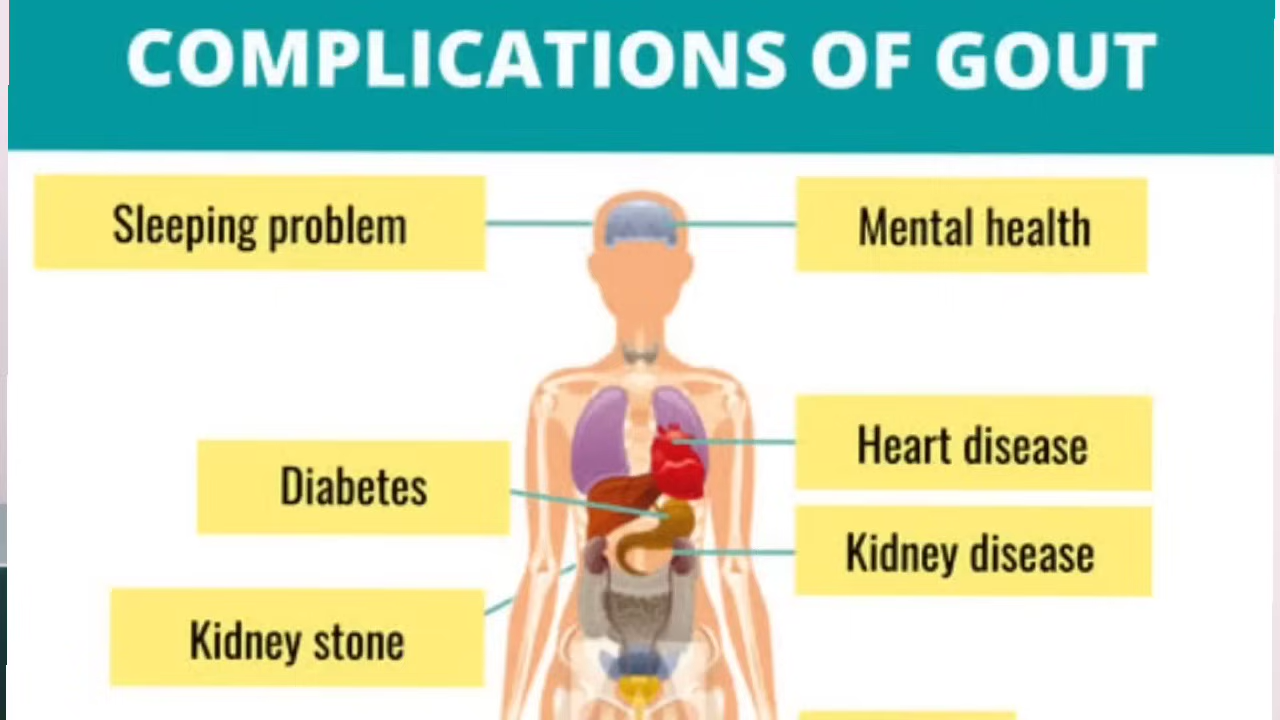 COMPLICATIONS OF GOUT
Sleeping problem
Mental health
Heart disease
Diabetes
Kidney disease
Kidney stone